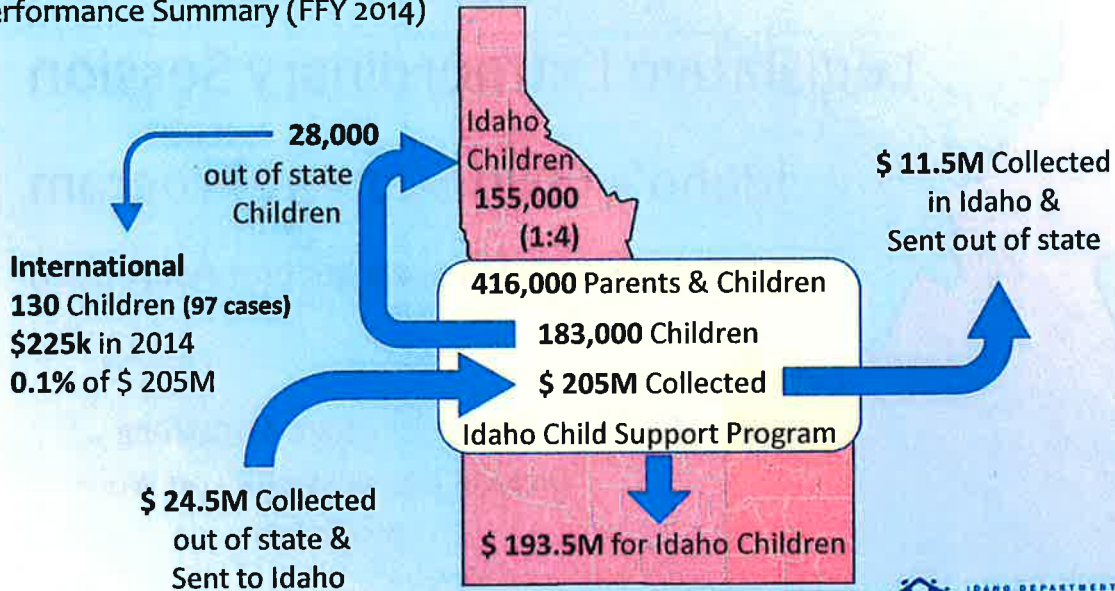 erformance Summary (FFY 2014)
28,000
out of state
Children
Idaho
Children
155,000
(1:4)
$ 11.5M Collected
in Idaho &
Sent out of state
International
130 Children (97 cases)
$225k in 2014
0.1% of $ 205M
416,000 Parents & Children
183,000 Children
$ 205M Collected
Idaho Child Support Program
$ 24.5M Collected
out of state &
Sent to Idaho
$ 193.5M for Idaho Children
IDAHO DEPARTMENT